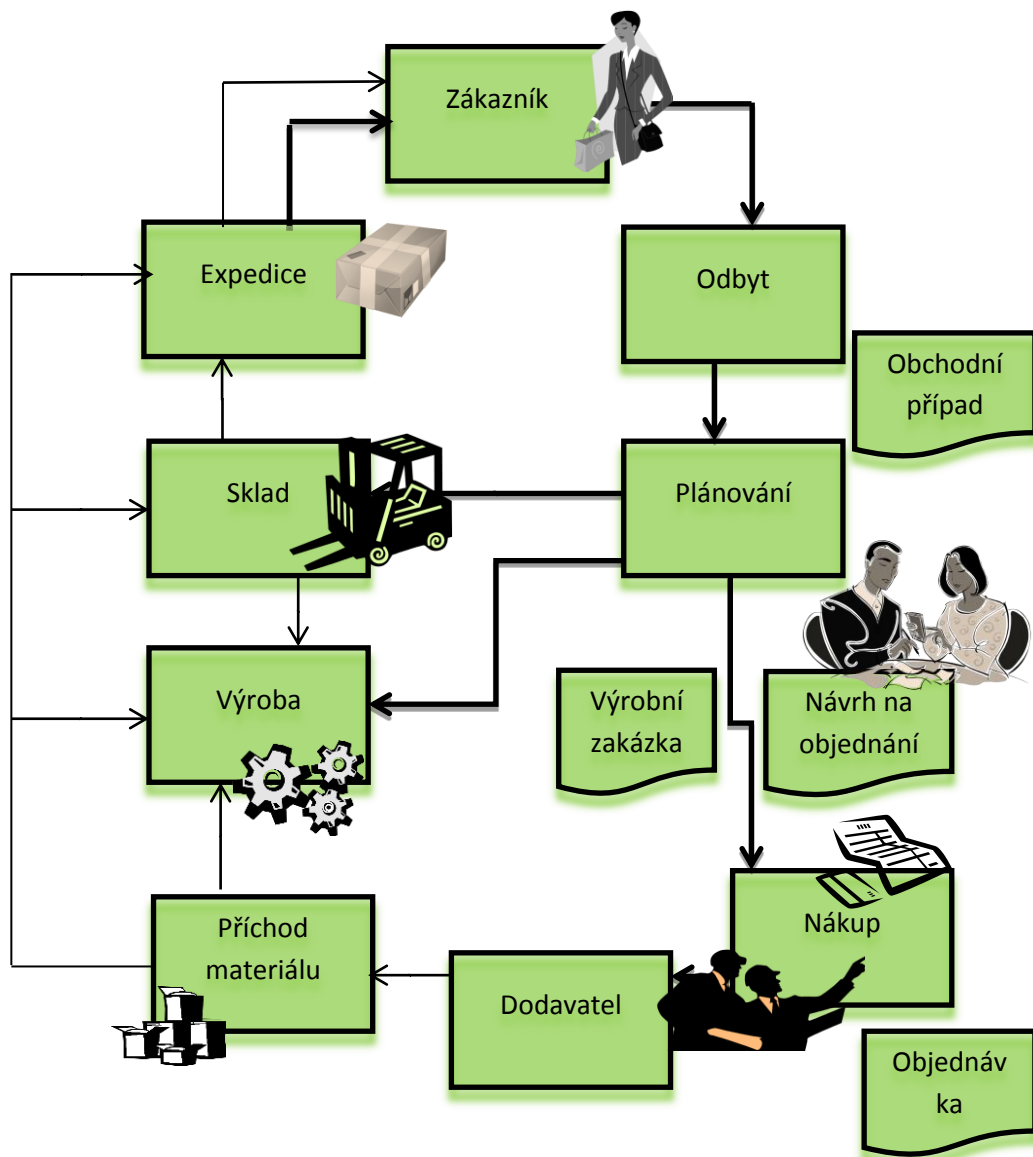 Zákazník
Expedice
Odbyt
Obchodní
případ
Sklad
Plánování
Výroba
Výrobní
zakázka
Návrh na
objednání
Příchod
materiálu
Dodavatel
Nákup
Objednáv
ka